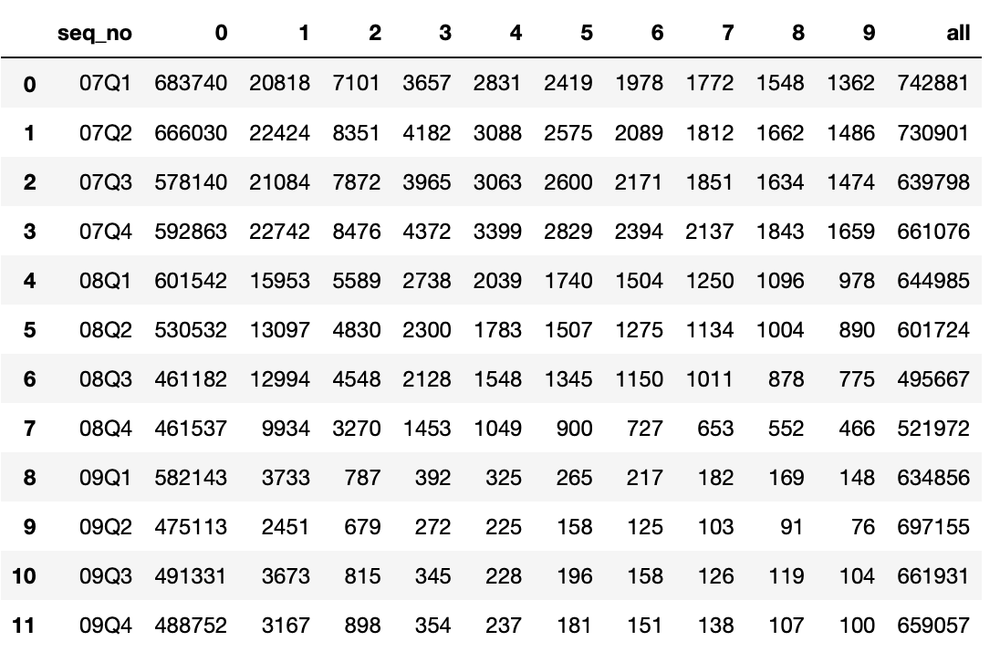 seq_no 0 1 2 3 4 5 6 7 8 9 all
0 07Q1 683740 20818 7101 3657 2831 2419 1978 1772 1548 1362 742881
1 07Q2 666030 22424 8351 4182 3088 2575 2089 1812 1662 1486 730901
2 07Q3 578140 21084 7872 3965 3063 2600 2171 1851 1634 1474 639798
3 07Q4 592863 22742 8476 4372 3399 2829 2394 2137 1843 1659 661076
4 08Q1 601542 15953 5589 2738 2039 1740 1504 1250 1096 978 644985
5 08Q2 530532 13097 4830 2300 1783 1507 1275 1134 1004 890 601724
6 08Q3 461182 12994 4548 2128 1548 1345 1150 1011 878 775 495667
7 08Q4 461537 9934 3270 1453 1049 900 727 653 552 466 521972
8 09Q1 582143 3733 787 392 325 265 217 182 169 148 634856
9 09Q2 475113 2451 679 272 225 158 125 103 91 76 697155
10 09Q3 491331 3673 815 345 228 196 158 126 119 104 661931
11 09Q4 488752 3167 898 354 237 181 151 138 107 100 659057